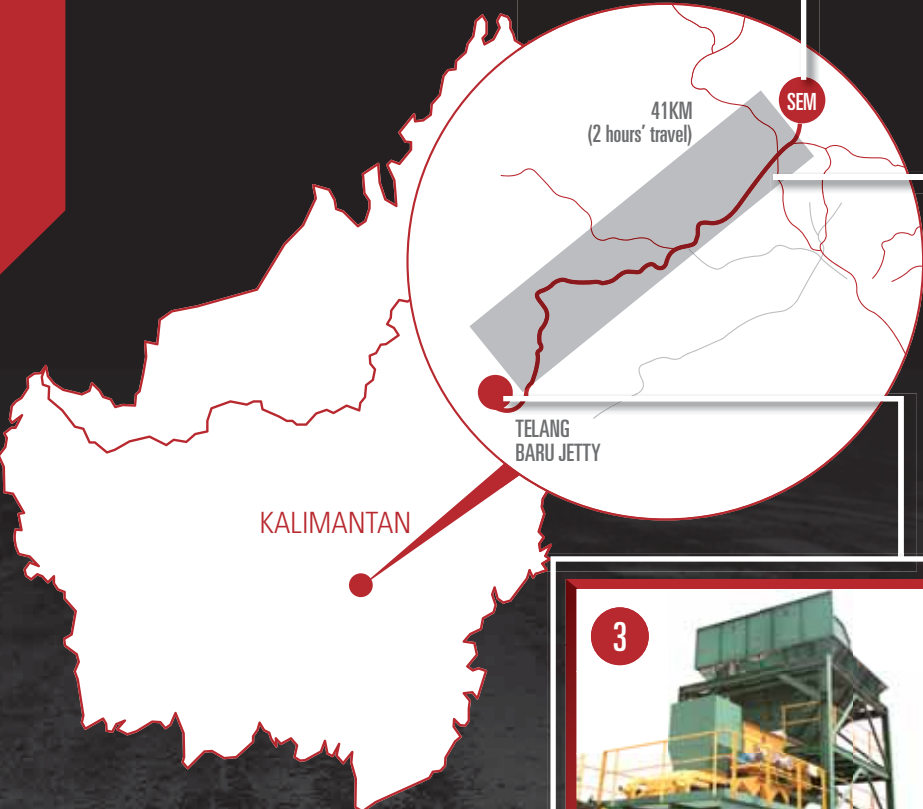 SEM
41KM
(2 hours' travel)
TELANG
BARU JETTY
KALIMANTAN
3